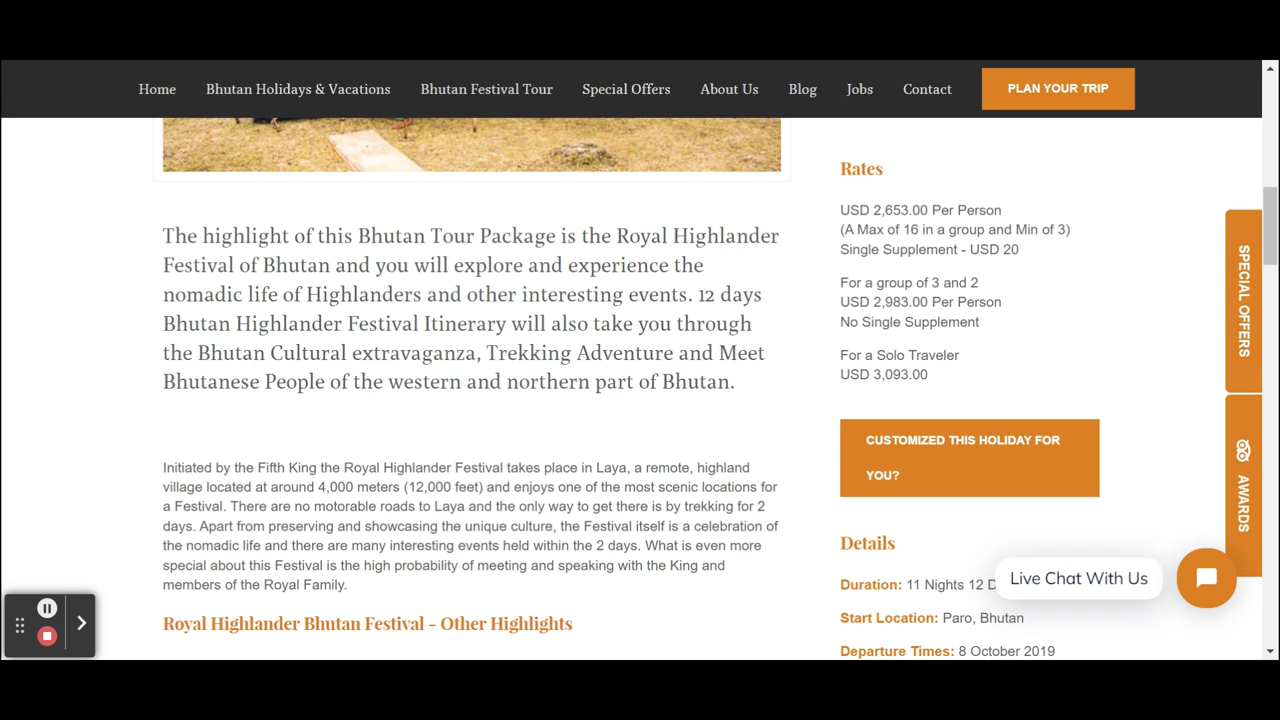 Home Bhutan Holidays & Vacations Bhutan Festival Tour Special Offers About Us Blog Jobs Contact PLAN YOUR TRIP
The highlight of this Bhutan Tour Package is the Royal Highlander
Festival of Bhutan and you will explore and experience the
nomadic life of Highlanders and other interesting events. 12 days
Bhutan Highlander Festival Itinerary will also take you through
the Bhutan Cultural extravaganza, Trekking Adventure and Meet
Bhutanese People of the western and northern part of Bhutan.
Initiated by the Fifth King the Royal Highlander Festival takes place in Laya, a remote, highland
village located at around 4,000 meters (12,000 feet) and enjoys one of the most scenic locations for
a Festival. There are no motorable roads to Laya and the only way to get there is by trekking for 2
days. Apart from preserving and showcasing the unique culture, the Festival itself is a celebration of
the nomadic life and there are many interesting events held within the 2 days. What is even more
special about this Festival is the high probability of meeting and speaking with the King and
members of the Royal Family.
Royal Highlander Bhutan Festival - Other Highlights
Rates
USD 2,653.00 Per Person
(A Max of 16 in a group and Min of 3)
Single Supplement - USD 20
For a group of 3 and 2
USD 2,983.00 Per Person
No Single Supplement
For a Solo Traveler
USD 3,093.00
CUSTOMIZED THIS HOLIDAY FOR
YOU?
Details
Duration: 11 Nights 12 D
Start Location: Paro, Bhutan
Departure Times: 8 October 2019
Live Chat With Us
SPECIAL OFFERS
AWARDS